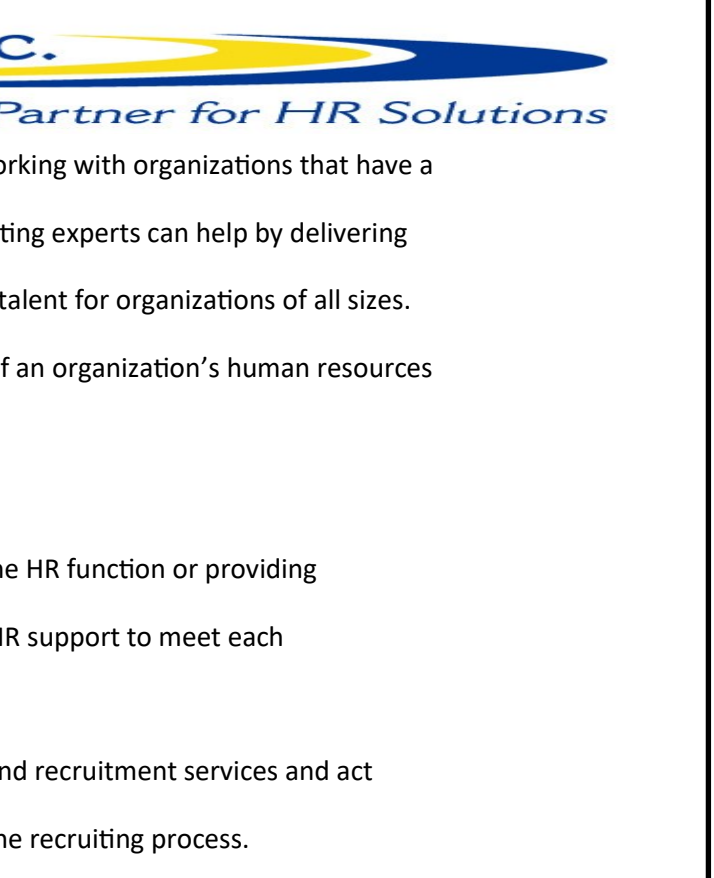 C.
Partner for HR Solutions
orking with organizations that have a
ting experts can help by delivering
talent for organizations of all sizes.
f an organization’s human resources
he HR function or providing
HR support to meet each
nd recruitment services and act
he recruiting process.